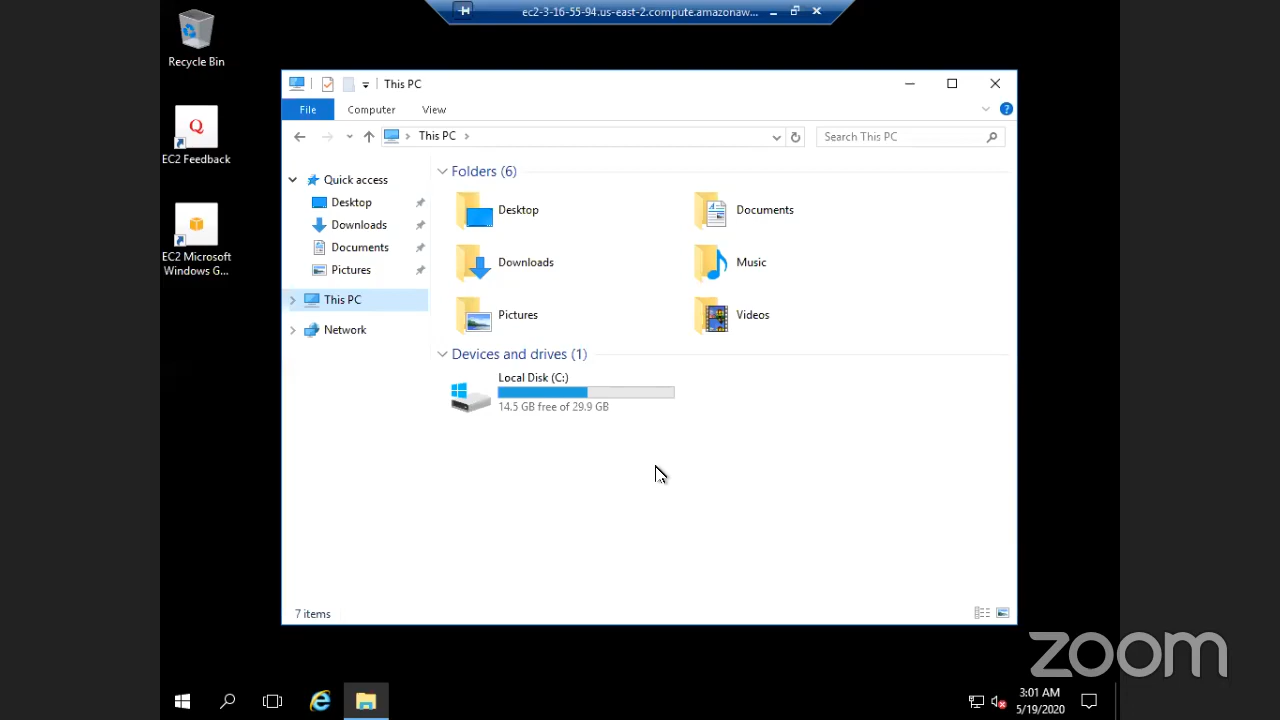 ec2-3-16-55-94.us-east-2.compute.amazonaw...
Recycle Bin
EC2 Feedback
EC2 Microsoft
Windows G...
This PC
File
Computer
View
This PC
Search This PC
Quick access
Desktop
Downloads
Documents
Pictures
This PC
Network
Folders (6)
Desktop
Documents
Downloads
Music
Pictures
Videos
Devices and drives (1)
Local Disk (C:)
14.5 GB free of 29.9 GB
7 items
zoom
3:01 AM
5/19/2020